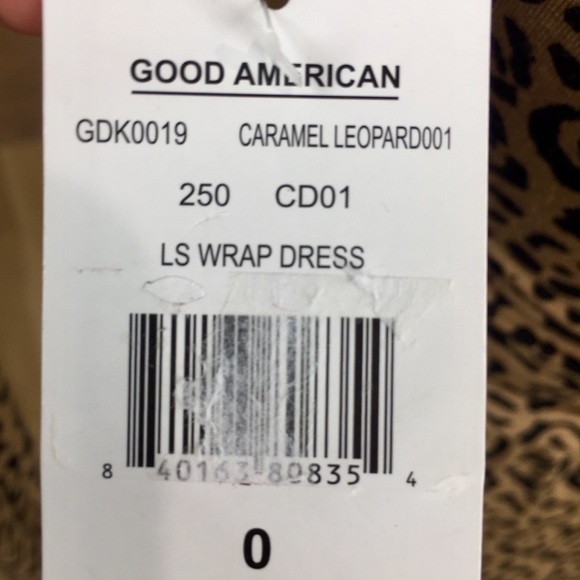 GOOD AMERICAN
GDK0019 CARAMEL LEOPARD001
250 CD01
LS WRAP DRESS
8 40163 80835 4
0